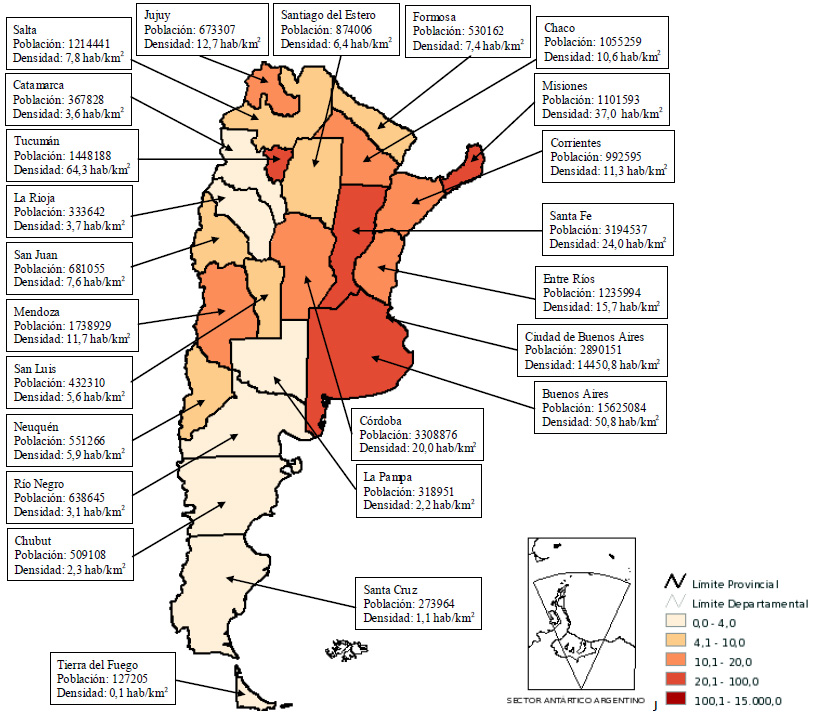 Salta
Población: 1214441
Densidad: 7,8 hab/km²
Jujuy
Población: 673307
Densidad: 12,7 hab/km²
Santiago del Estero
Población: 874006
Densidad: 6,4 hab/km²
Formosa
Población: 530162
Densidad: 7,4 hab/km²
Chaco
Población: 1055259
Densidad: 10,6 hab/km²
Catamarca
Población: 367828
Densidad: 3,6 hab/km²
Misiones
Población: 1101593
Densidad: 37,0 hab/km²
Tucumán
Población: 1448188
Densidad: 64,3 hab/km²
Corrientes
Población: 992595
Densidad: 11,3 hab/km²
La Rioja
Población: 333642
Densidad: 3,7 hab/km²
Santa Fe
Población: 3194537
Densidad: 24,0 hab/km²
San Juan
Población: 681055
Densidad: 7,6 hab/km²
Entre Ríos
Población: 1235994
Densidad: 15,7 hab/km²
Mendoza
Población: 1738929
Densidad: 11,7 hab/km²
Ciudad de Buenos Aires
Población: 2890151
Densidad: 14450,8 hab/km²
San Luis
Población: 432310
Densidad: 5,6 hab/km²
Buenos Aires
Población: 15625084
Densidad: 50,8 hab/km²
Neuquén
Población: 551266
Densidad: 5,9 hab/km²
Córdoba
Población: 3308876
Densidad: 20,0 hab/km²
Río Negro
Población: 638645
Densidad: 3,1 hab/km²
La Pampa
Población: 318951
Densidad: 2,2 hab/km²
Chubut
Población: 509108
Densidad: 2,3 hab/km²
Santa Cruz
Población: 273964
Densidad: 1,1 hab/km²
Tierra del Fuego
Población: 127205
Densidad: 0,1 hab/km²
Límite Provincial
Límite Departamental
0,0 - 4,0
4,1 - 10,0
10,1 - 20,0
20,1 - 100,0
100,1 - 15.000,0
SECTOR ANTÁRTICO ARGENTINO
J